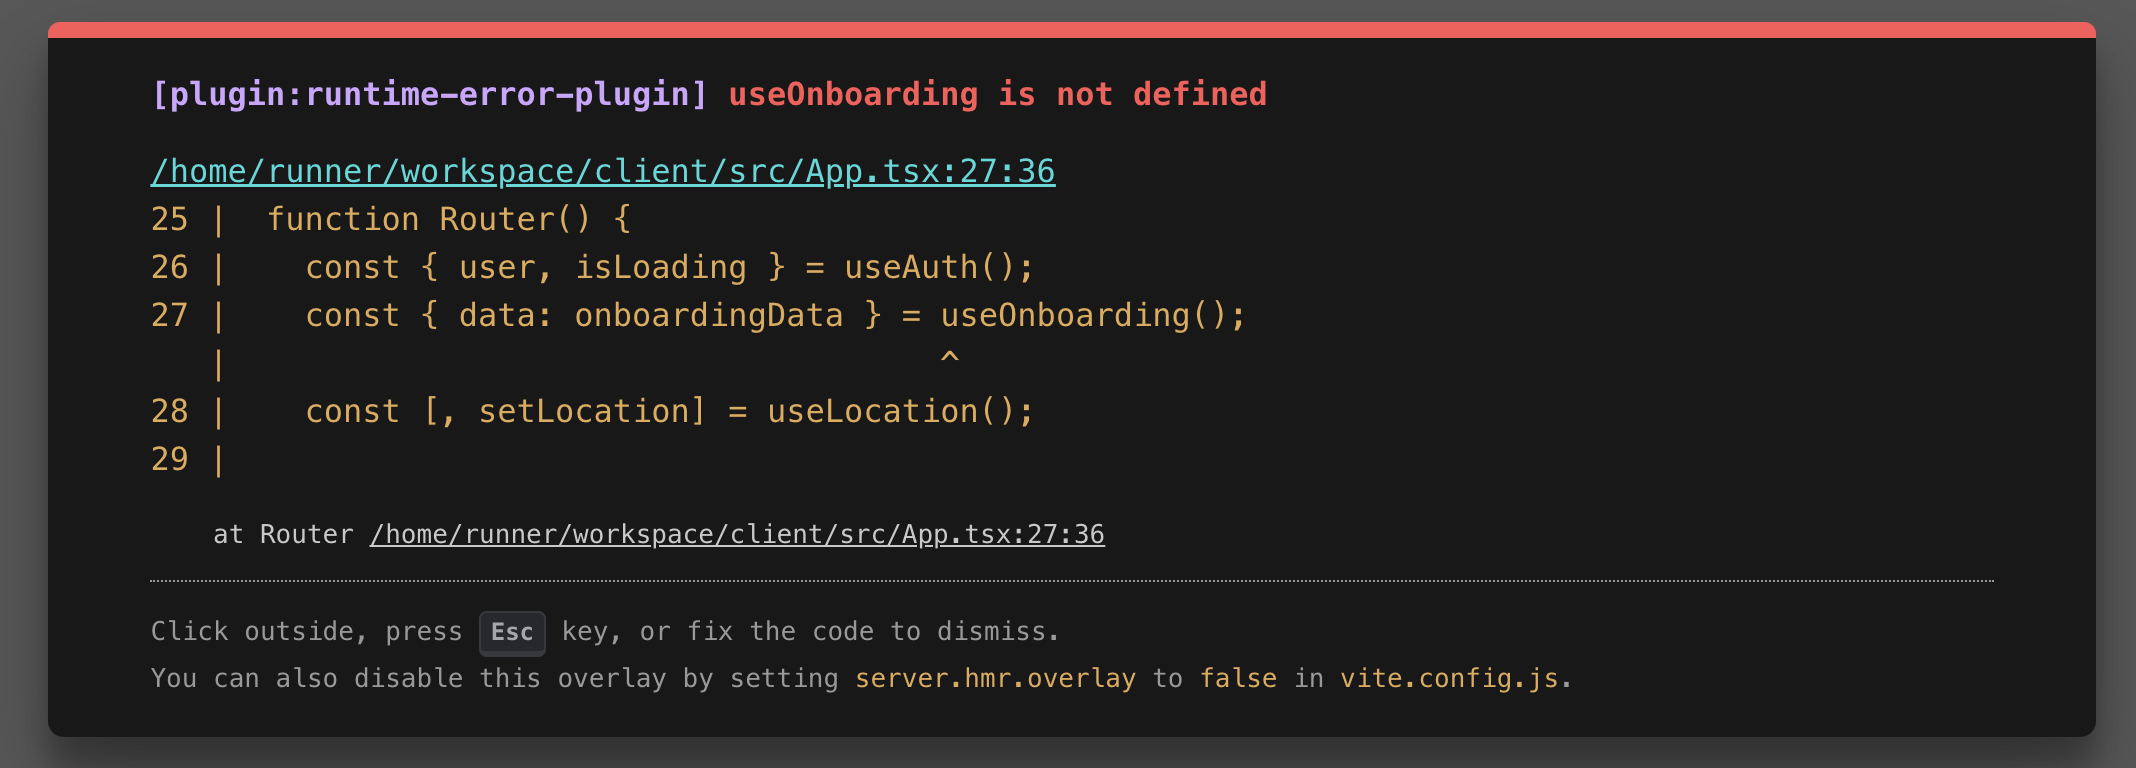 [plugin:runtime-error-plugin] useOnboarding is not defined
/home/runner/workspace/client/src/App.tsx:27:36
25 |  function Router() {
26 |    const { user, isLoading } = useAuth();
27 |    const { data: onboardingData } = useOnboarding();
   |                                     ^
28 |    const [, setLocation] = useLocation();
29 |
at Router /home/runner/workspace/client/src/App.tsx:27:36
Click outside, press Esc key, or fix the code to dismiss.
You can also disable this overlay by setting server.hmr.overlay to false in vite.config.js.